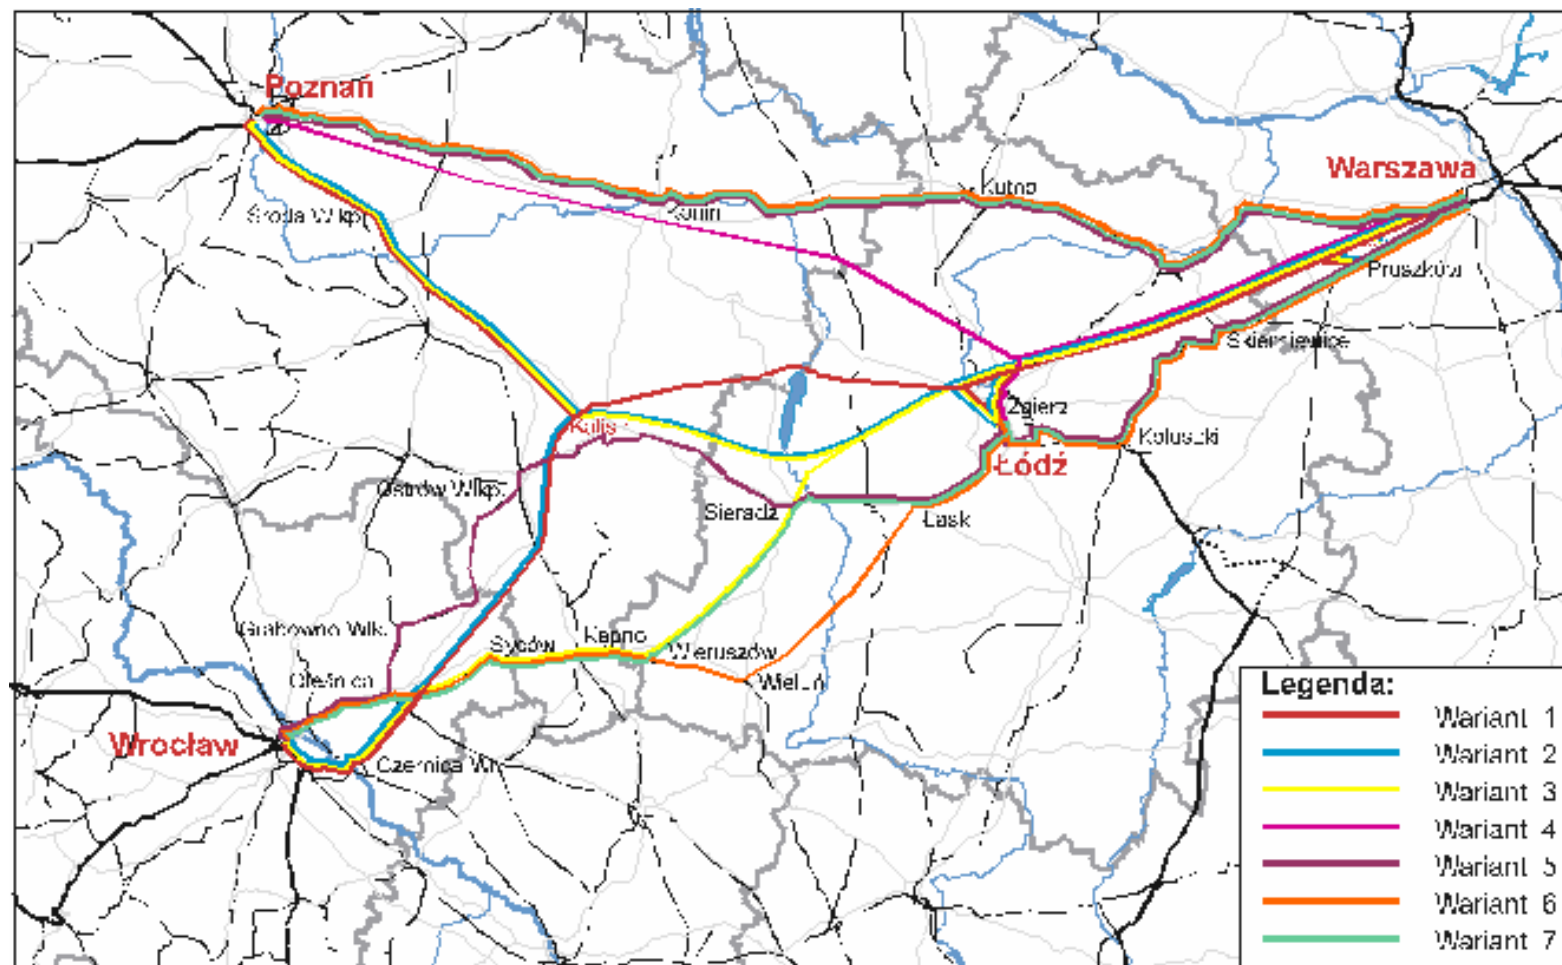 Poznań
Warszawa
Kutno
Środa Wlkp.
Konin
Pruszków
Skierniewice
Zgierz
Kalisz
Koluszki
Łódź
Ostrów Wlkp.
Sieradz
Łask
Grabowno Wlk.
Syców
Kępno
Wieruszów
Oleśnica
Wieluń
Wrocław
Czernica Wr.
Legenda:
Wariant 1
Wariant 2
Wariant 3
Wariant 4
Wariant 5
Wariant 6
Wariant 7